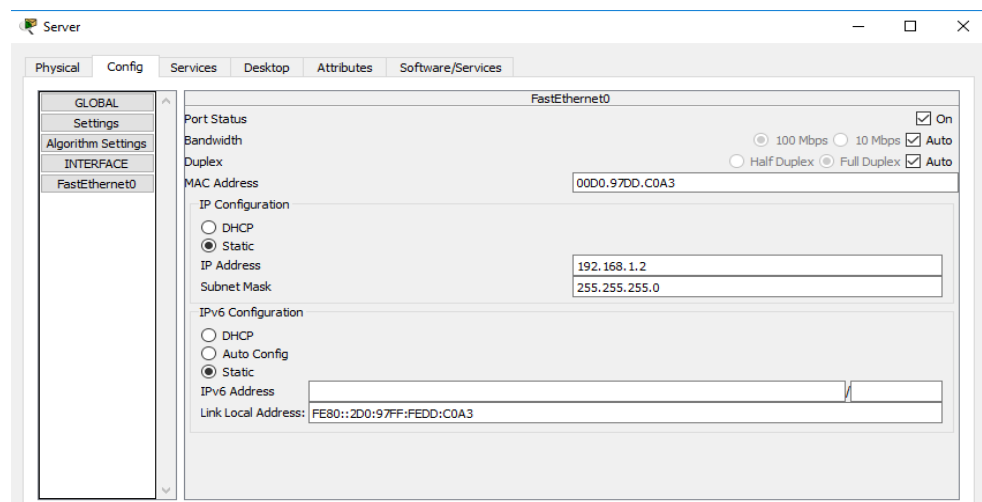 Server
Physical Config Services Desktop Attributes Software/Services
GLOBAL
Settings
Algorithm Settings
INTERFACE
FastEthernet0
FastEthernet0
Port Status On
Bandwidth 100 Mbps 10 Mbps Auto
Duplex Half Duplex Full Duplex Auto
MAC Address 00D0.97DD.C0A3
IP Configuration
DHCP
Static
IP Address 192.168.1.2
Subnet Mask 255.255.255.0
IPv6 Configuration
DHCP
Auto Config
Static
IPv6 Address /
Link Local Address: FE80::2D0:97FF:FEDD:C0A3